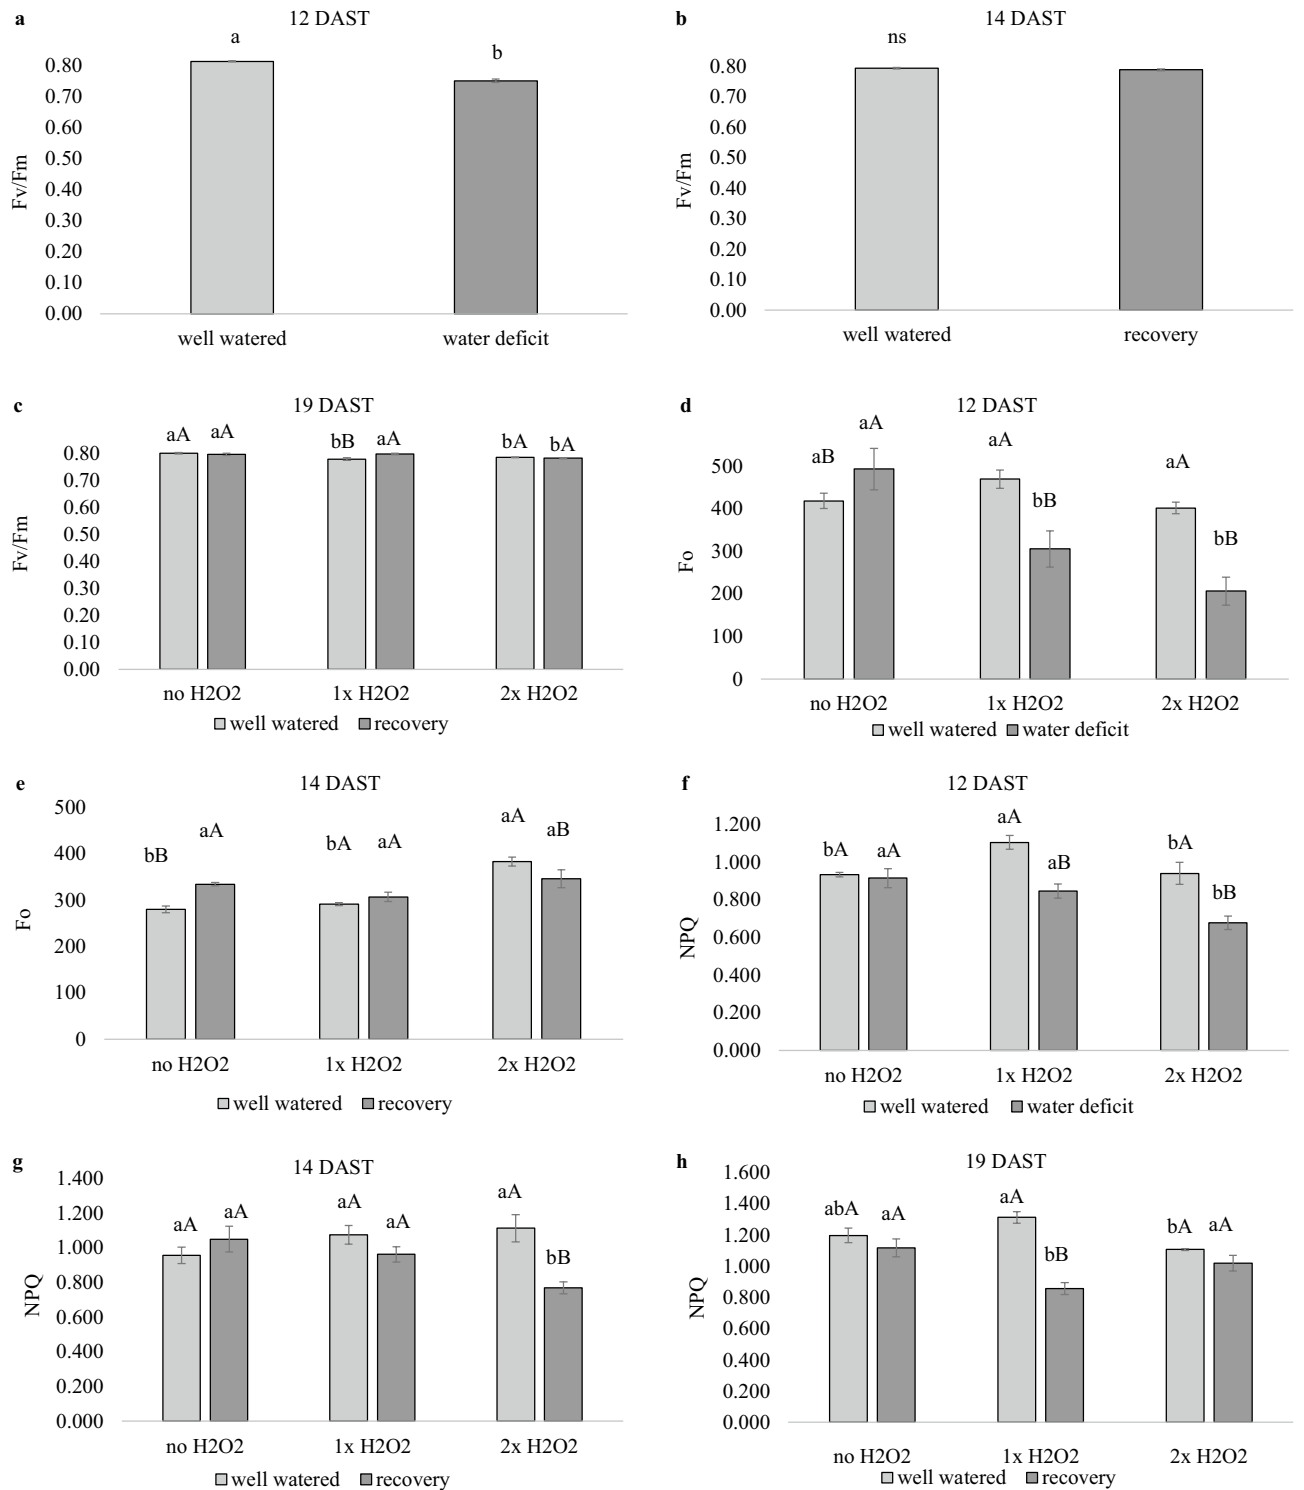 a
12 DAST
Fv/Fm
0.80
0.70
0.60
0.50
0.40
0.30
0.20
0.10
0.00
a
b
well watered
water deficit
b
14 DAST
Fv/Fm
0.80
0.70
0.60
0.50
0.40
0.30
0.20
0.10
0.00
ns
well watered
recovery
c
19 DAST
Fv/Fm
0.80
0.70
0.60
0.50
0.40
0.30
0.20
0.10
0.00
aA aA bB aA bA bA
no H2O2 1x H2O2 2x H2O2
well watered recovery
d
12 DAST
Fo
500
400
300
200
100
0
aB aA aA bB aA bB
no H2O2 1x H2O2 2x H2O2
well watered water deficit
e
14 DAST
Fo
500
400
300
200
100
0
bB aA bA aA aA aB
no H2O2 1x H2O2 2x H2O2
well watered recovery
f
12 DAST
NPQ
1.200
1.000
0.800
0.600
0.400
0.200
0.000
bA aA aA aB bA bB
no H2O2 1x H2O2 2x H2O2
well watered water deficit
g
14 DAST
NPQ
1.400
1.200
1.000
0.800
0.600
0.400
0.200
0.000
aA aA aA aA aA bB
no H2O2 1x H2O2 2x H2O2
well watered recovery
h
19 DAST
NPQ
1.600
1.400
1.200
1.000
0.800
0.600
0.400
0.200
0.000
abA aA aA bB bA aA
no H2O2 1x H2O2 2x H2O2
well watered recovery